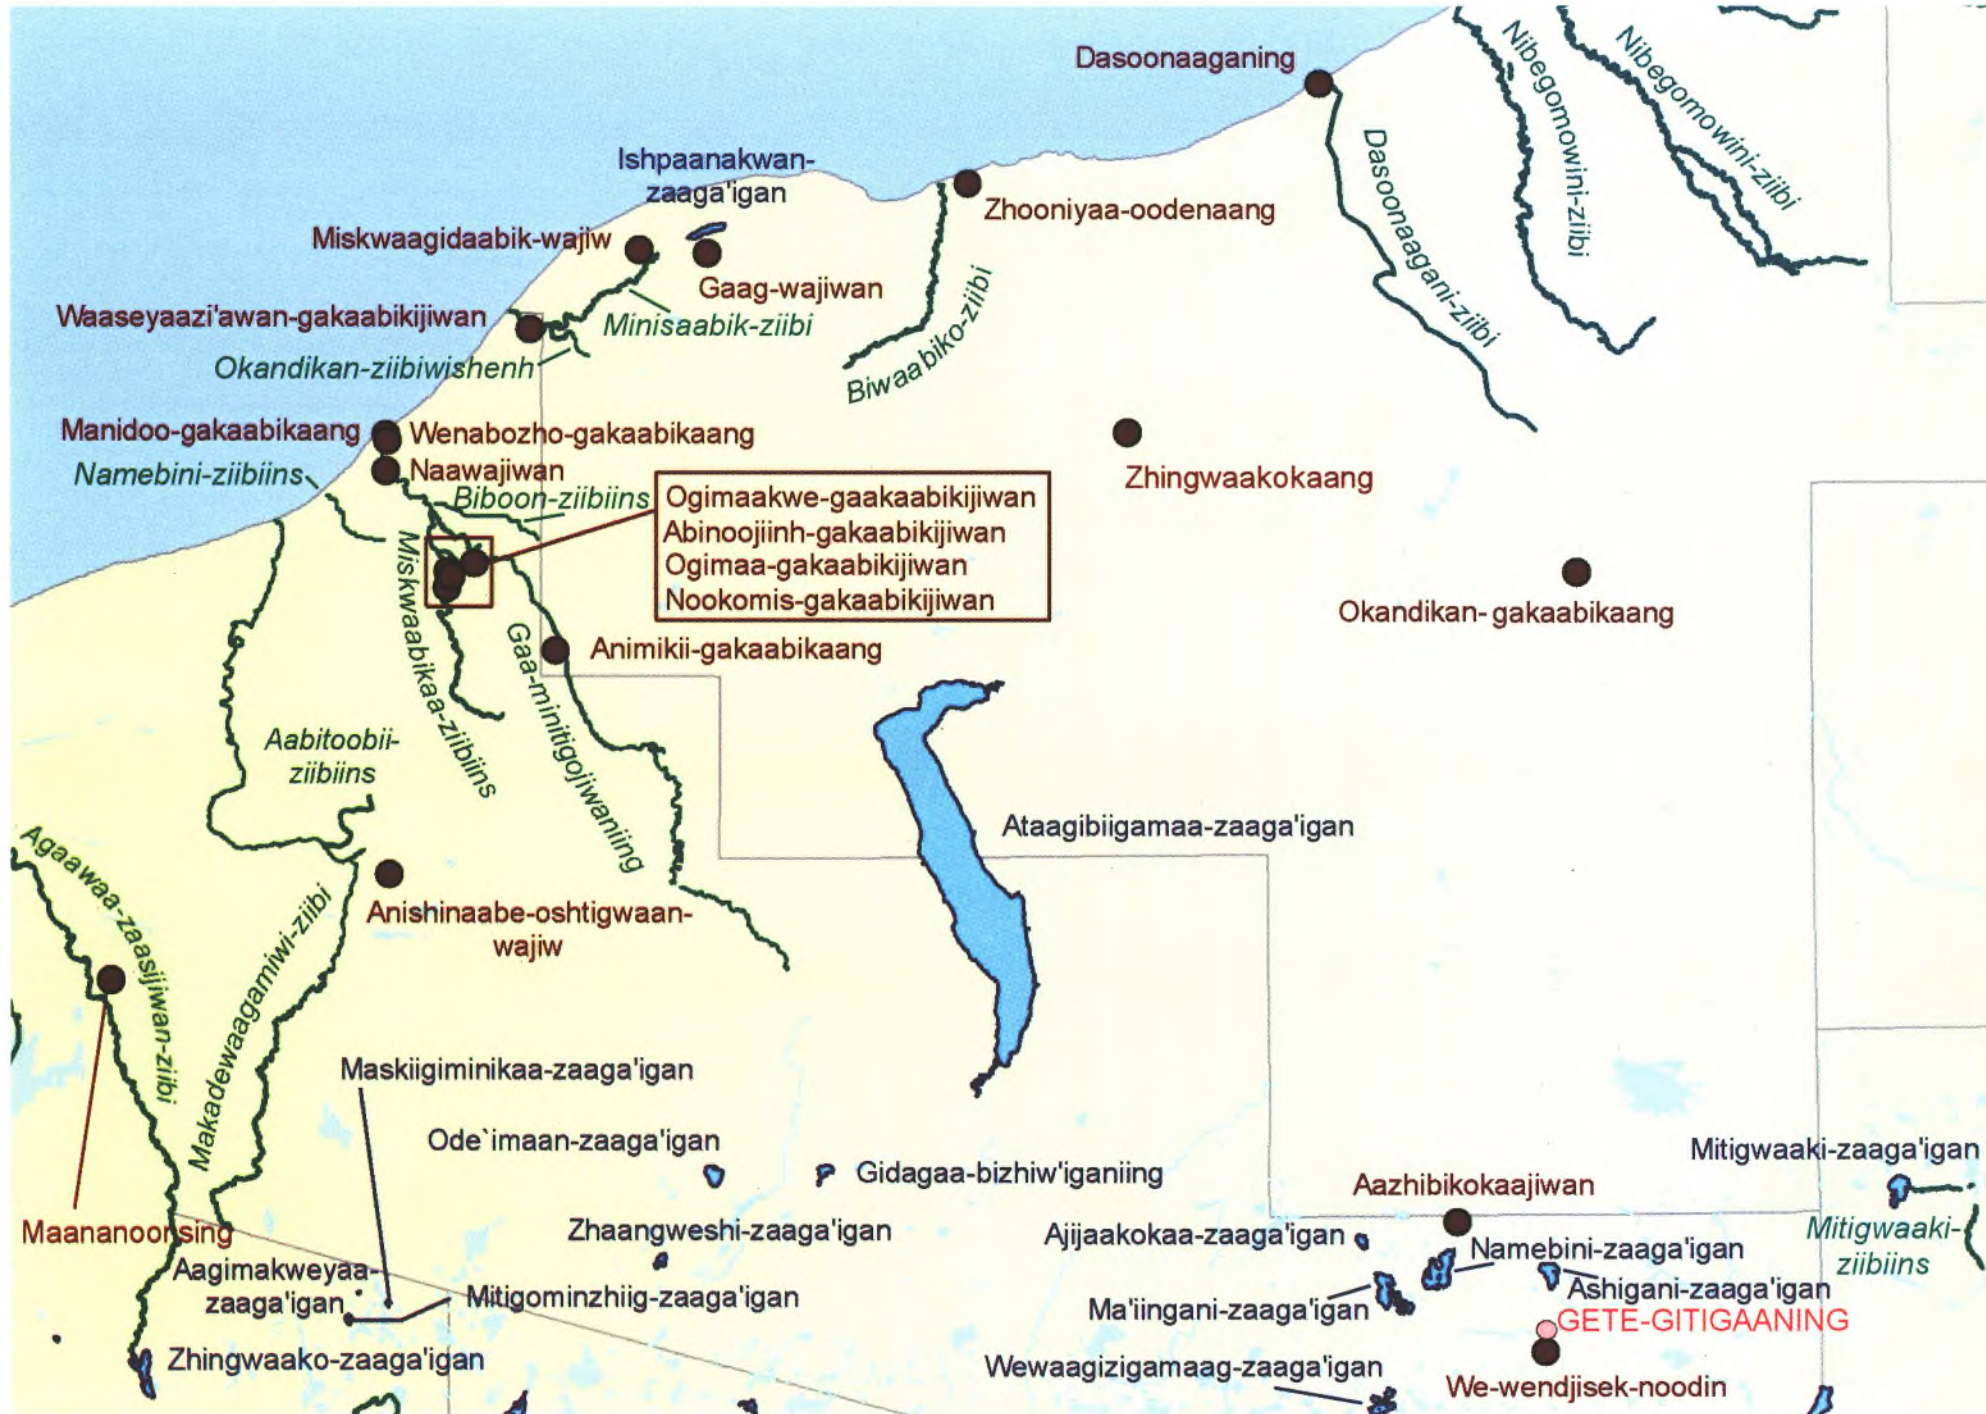 Dasoonaaganing
Nibegomowini-ziibi
Nibegomowini-ziibi
Ishpaanakwan-
zaaga'igan
Dasoonaagani-ziibi
Zhooniyaa-oodenaang
Miskwaagidaabik-wajiw
Gaag-wajiwan
Waaseyaazi'awan-gakaabikijiwan
Minisaabik-ziibi
Okandikan-ziibiwishenh
Biwaabiko-ziibi
Manidoo-gakaabikaang
Wenabozho-gakaabikaang
Naawajiwan
Namebini-ziibiins
Biboon-ziibiins
Zhingwaakokaang
Ogimaakwe-gaakaabikijiwan
Abinoojiinh-gakaabikijiwan
Ogimaa-gakaabikijiwan
Nookomis-gakaabikijiwan
Okandikan-gakaabikaang
Miskwaabikaa-ziibiins
Gaa-minitigojiwaniing
Animikii-gakaabikaang
Aabitoobii-
ziibiins
Ataagibiigamaa-zaaga'igan
Agaawaa-zaasijiwan-ziibi
Makadewaagamiwi-ziibi
Anishinaabe-oshtigwaan-
wajiw
Maskiigiminikaa-zaaga'igan
Ode`imaan-zaaga'igan
Gidagaa-bizhiw'iganiing
Mitigwaaki-zaaga'igan
Aazhibikokaajiwan
Maananoonsing
Zhaangweshi-zaaga'igan
Ajijaakokaa-zaaga'igan
Namebini-zaaga'igan
Mitigwaaki-
ziibiins
Aagimakweyaa-
zaaga'igan
Mitigominzhiig-zaaga'igan
Ma'iingani-zaaga'igan
Ashigani-zaaga'igan
GETE-GITIGAANING
Zhingwaako-zaaga'igan
Wewaagizigamaag-zaaga'igan
We-wendjisek-noodin